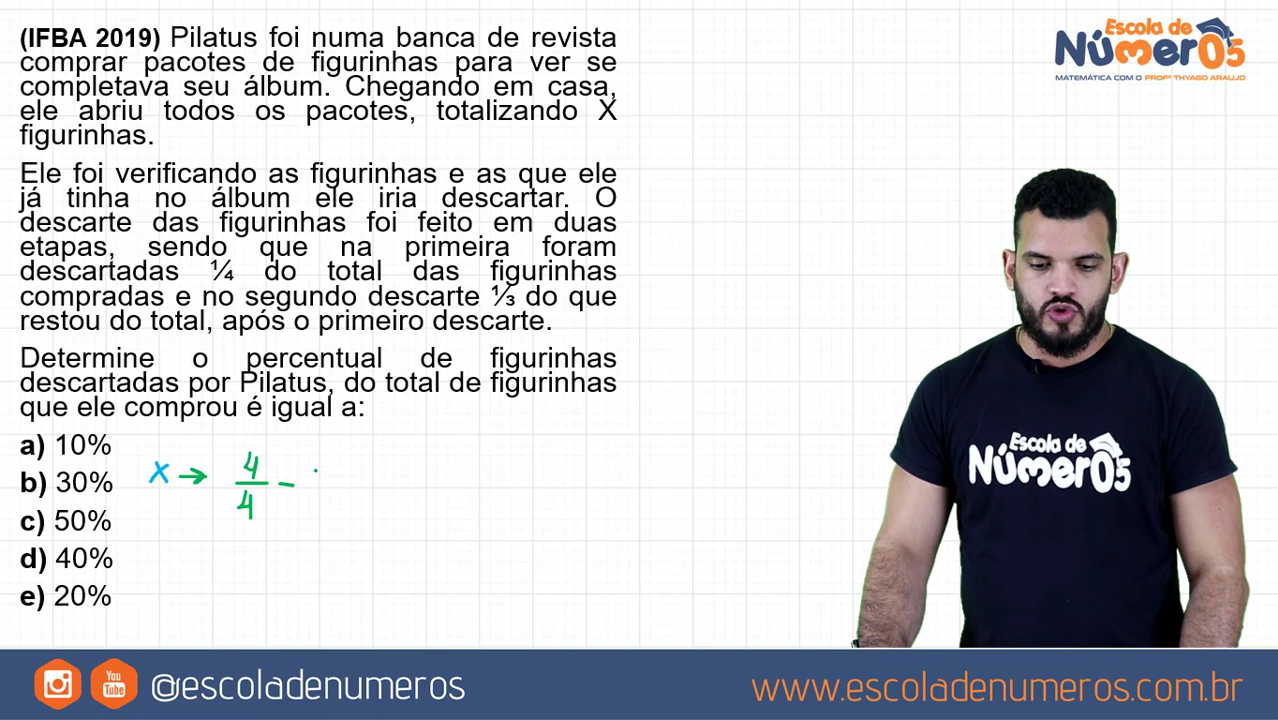 (IFBA 2019) Pilatus foi numa banca de revista
comprar pacotes de figurinhas para ver se
completava seu álbum. Chegando em casa,
ele abriu todos os pacotes, totalizando X
figurinhas.
Ele foi verificando as figurinhas e as que ele
já tinha no álbum ele iria descartar. O
descarte das figurinhas foi feito em duas
etapas, sendo que na primeira foram
descartadas ¼ do total das figurinhas
compradas e no segundo descarte ⅓ do que
restou do total, após o primeiro descarte.
Determine o percentual de figurinhas
descartadas por Pilatus, do total de figurinhas
que ele comprou é igual a:
a) 10%
b) 30%
c) 50%
d) 40%
e) 20%
X → 4/4 -
Escola de
Números
MATEMÁTICA COM O PROFº THYAGO ARAUJO
Escola de
Números
You
Tube
@escoladenumeros
www.escoladenumeros.com.br